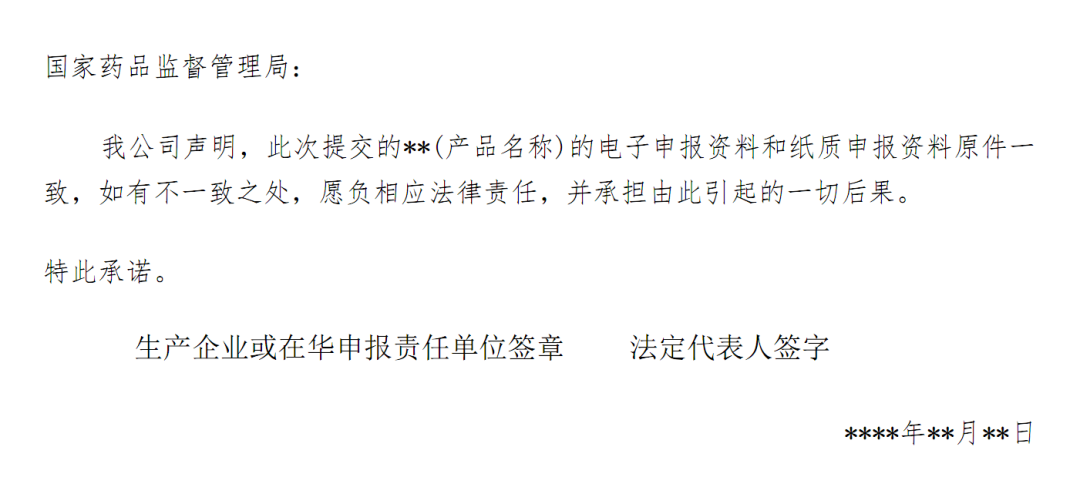 国家药品监督管理局：
我公司声明，此次提交的**(产品名称)的电子申报资料和纸质申报资料原件一
致，如有不一致之处，愿负相应法律责任，并承担由此引起的一切后果。
特此承诺。
生产企业或在华申报责任单位签章 法定代表人签字
****年**月**日